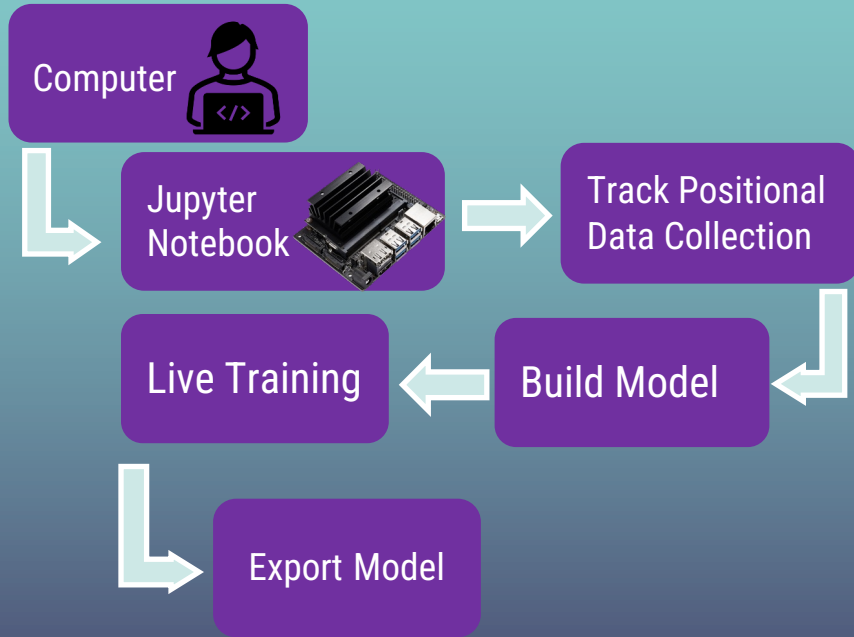 Computer
</>
Jupyter
Notebook
Track Positional
Data Collection
Build Model
Live Training
Export Model